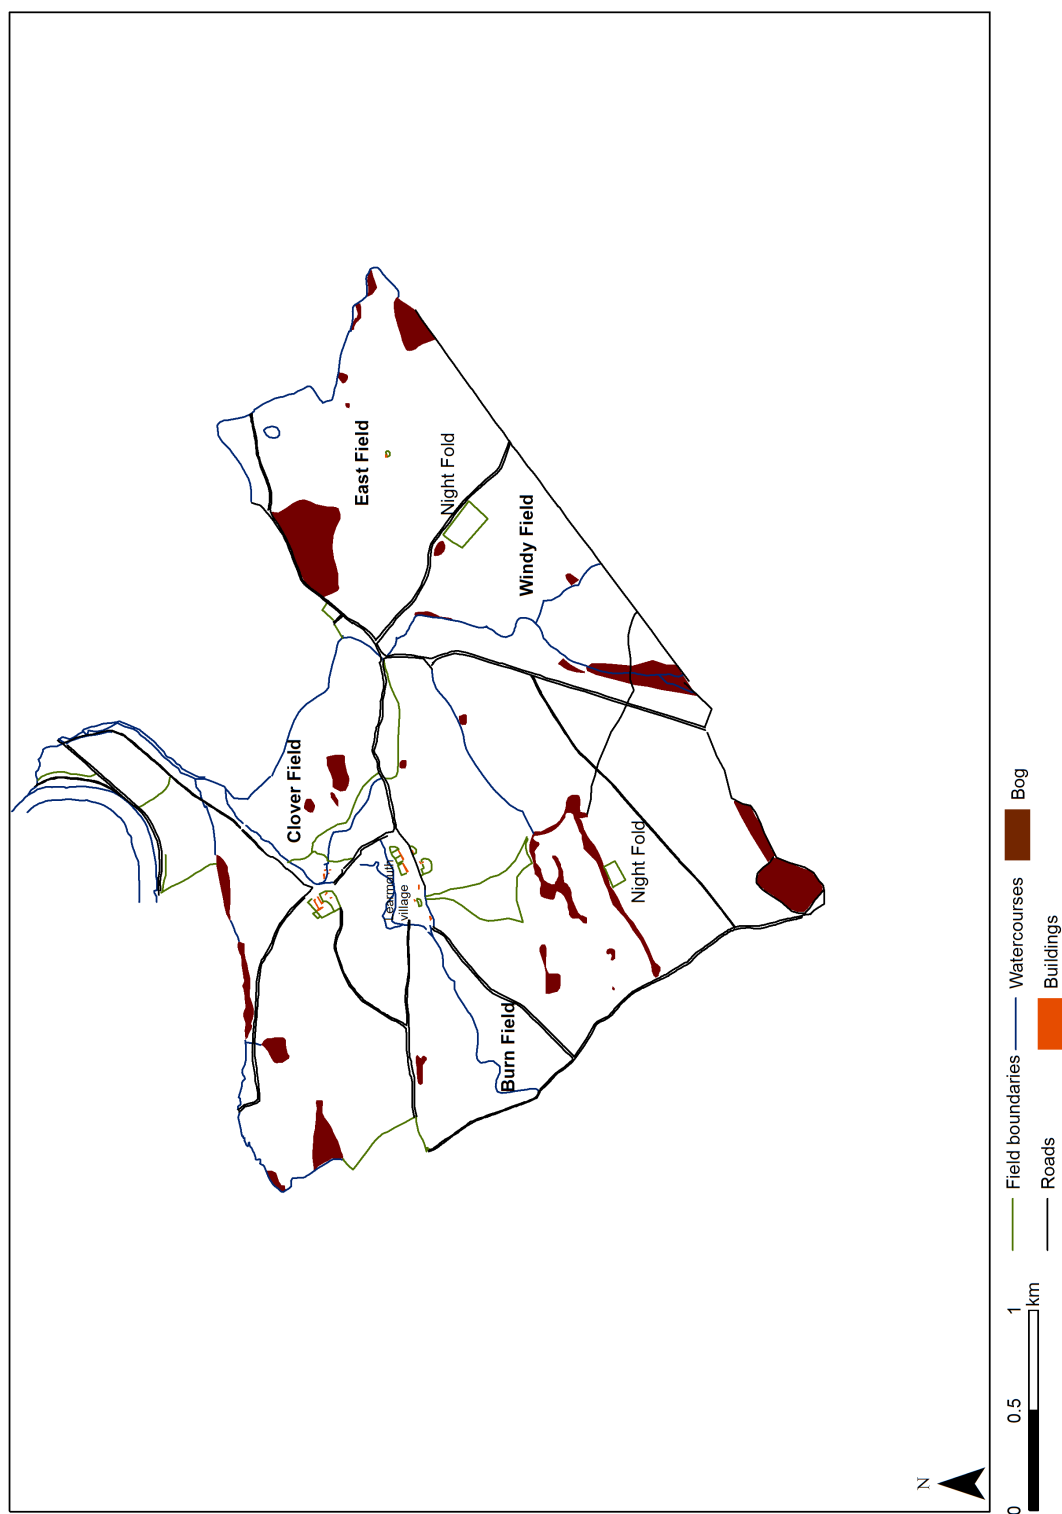 East Field
Night Fold
Windy Field
Clover Field
Learmouth
village
Night Fold
Burn Field
N
0
0.5
1
km
Field boundaries
Watercourses
Bog
Roads
Buildings